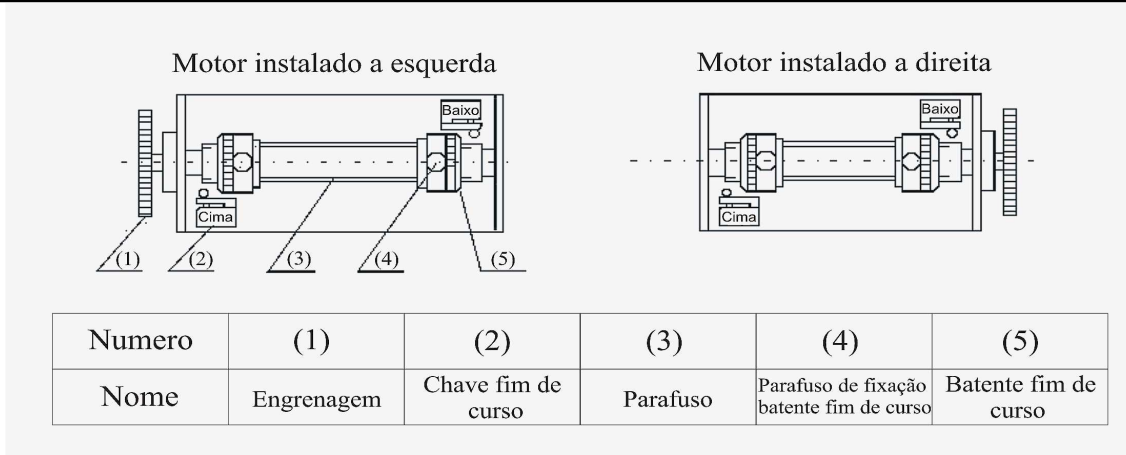 Motor instalado a esquerda
Motor instalado a direita
Baixo
Cima
Baixo
Cima
(1)
(2)
(3)
(4)
(5)
Numero
(1)
(2)
(3)
(4)
(5)
Nome
Engrenagem
Chave fim de
curso
Parafuso
Parafuso de fixação
batente fim de curso
Batente fim de
curso